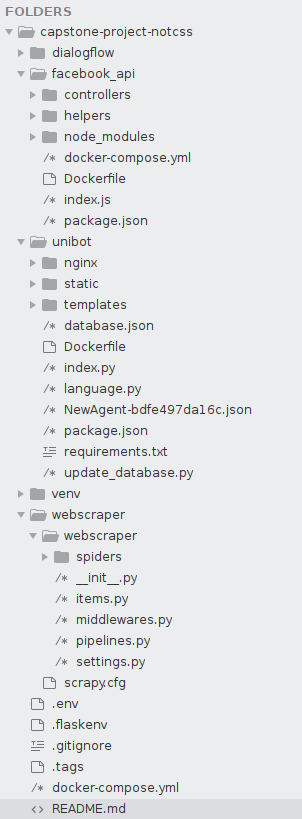 FOLDERS
capstone-project-notcss
dialogflow
facebook_api
controllers
helpers
node_modules
docker-compose.yml
Dockerfile
index.js
package.json
unibot
nginx
static
templates
database.json
Dockerfile
index.py
language.py
NewAgent-bdfe497da16c.json
package.json
requirements.txt
update_database.py
venv
webscraper
webscraper
spiders
__init__.py
items.py
middlewares.py
pipelines.py
settings.py
scrapy.cfg
.env
.flaskenv
.gitignore
.tags
docker-compose.yml
README.md